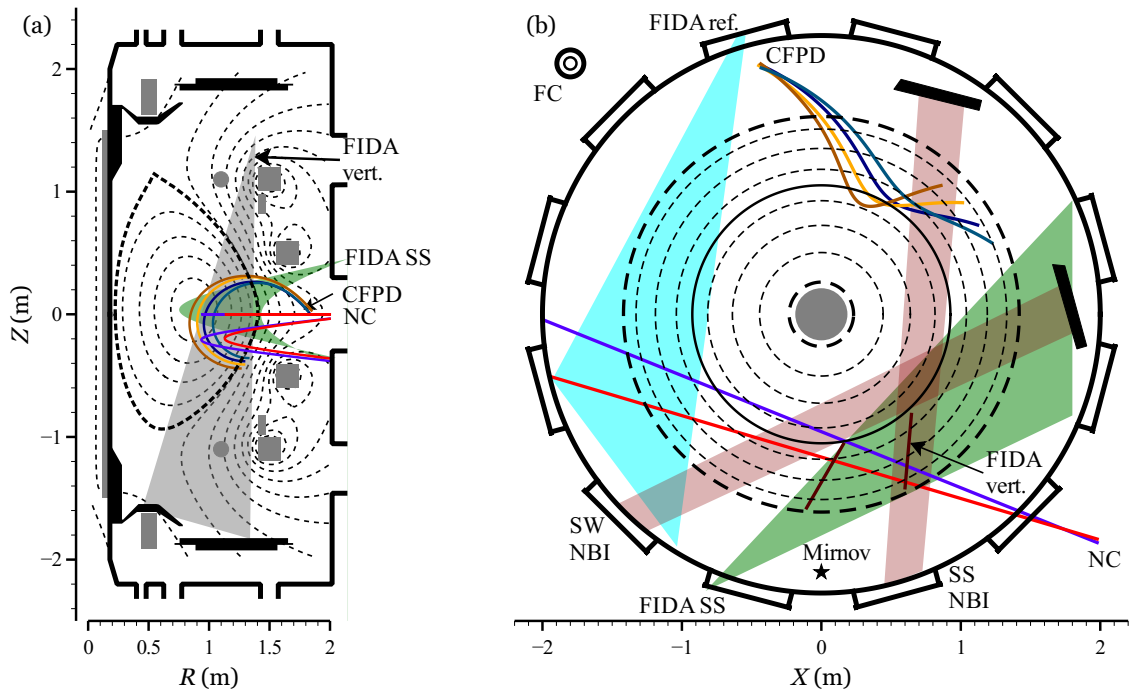 (a)
(b)
FIDA ref.
CFPD
FC
2
1
0
−1
−2
Z (m)
FIDA
vert.
FIDA SS
CFPD
NC
FIDA
vert.
SW
NBI
Mirnov
NC
FIDA SS
SS
NBI
0
0.5
1
1.5
2
R (m)
−2
−1
0
1
2
X (m)